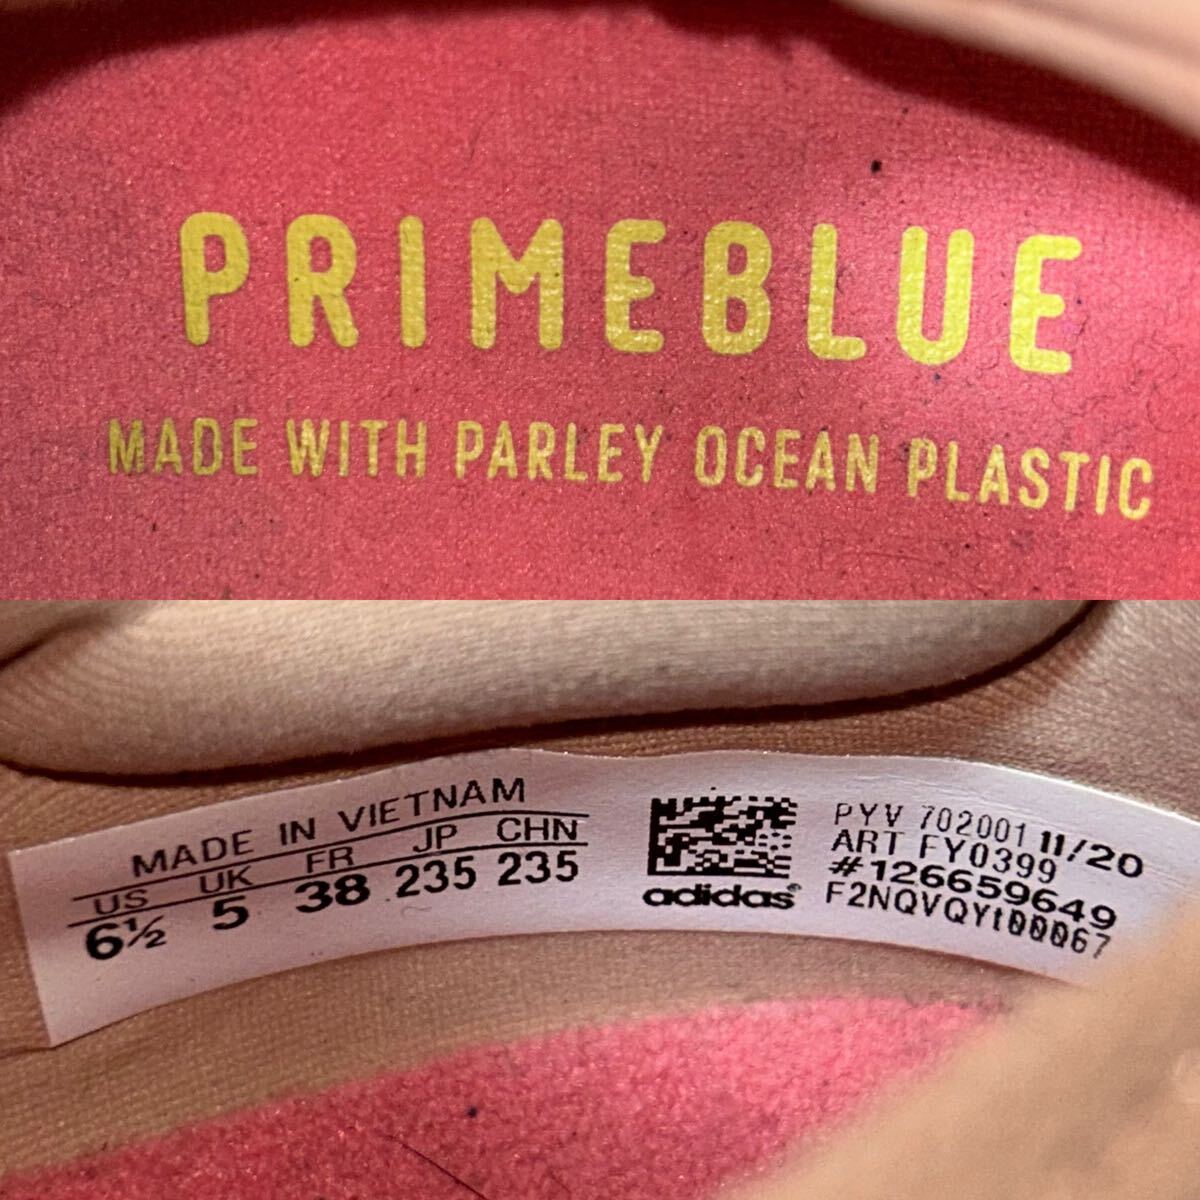 PRIMEBLUE
MADE WITH PARLEY OCEAN PLASTIC
MADE IN VIETNAM
US UK FR JP CHN
6½ 5 38 235 235
adidas®
PYV 702001 11/20
ART FY0399
#126659649
F2NQVQYt00067